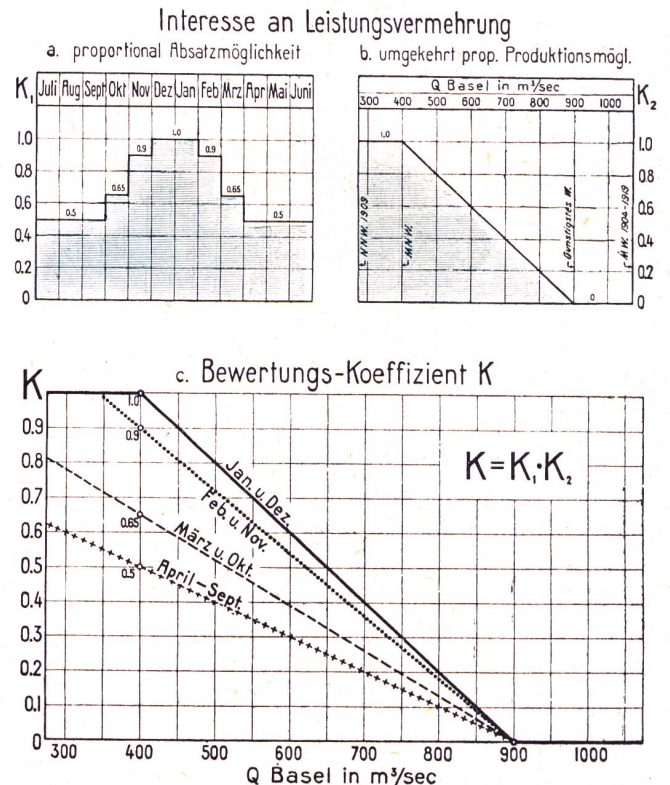 Interesse an Leistungsvermehrung
a. proportional Absatzmöglichkeit
K₁ Juli Aug Sept Okt Nov Dez Jan Feb Mrz Apr Mai Juni
1.0
0.8
0.6
0.4
0.2
0
0.5 0.65 0.9 1.0 0.9 0.65 0.5
b. umgekehrt prop. Produktionsmögl.
Q Basel in m³/sec
K₂
300 400 500 600 700 800 900 1000
1.0
0.8
0.6
0.4
0.2
0
1.0
N.N.W. 1909
M.N.W.
Günstigstes W.
M.W. 1904-1919
0
c. Bewertungs-Koeffizient K
K
0.9
0.8
0.7
0.6
0.5
0.4
0.3
0.2
0.1
0
1.0
0.9
0.65
0.5
Jan. u. Dez.
Feb. u. Nov.
März u. Okt.
April-Sept.
K=K₁·K₂
300 400 500 600 700 800 900 1000
Q Basel in m³/sec